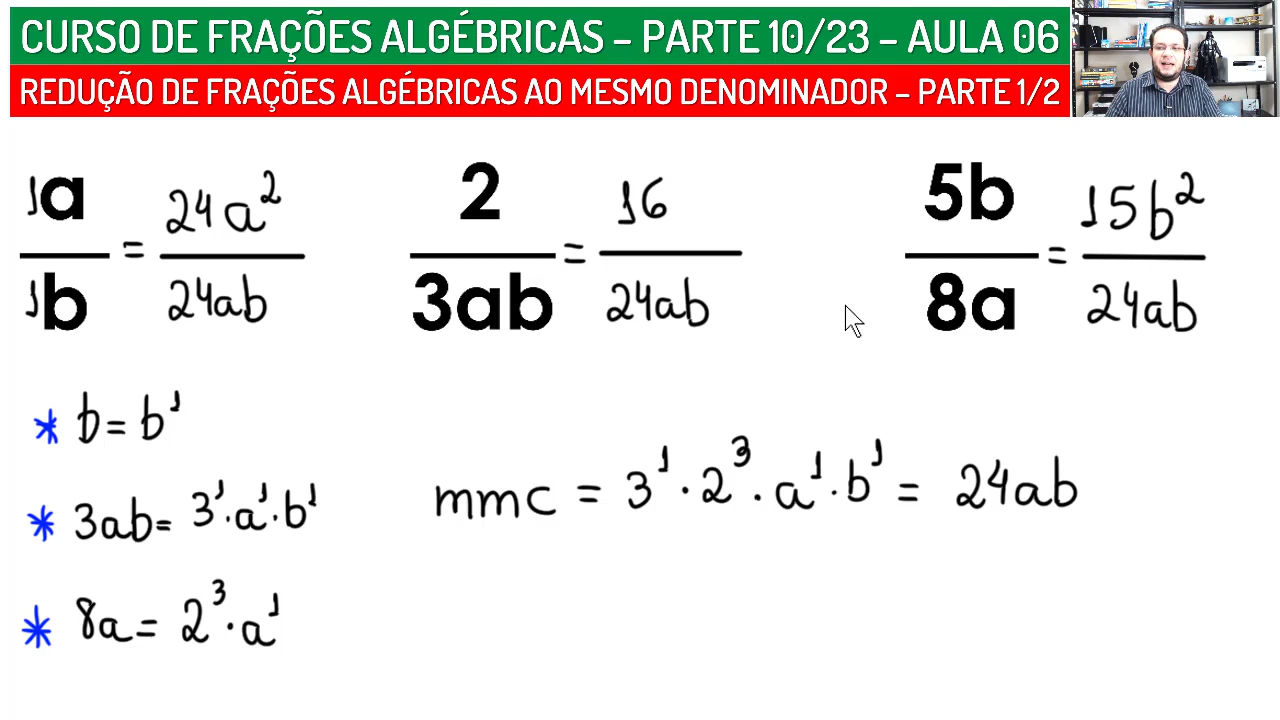 CURSO DE FRAÇÕES ALGÉBRICAS – PARTE 10/23 – AULA 06
REDUÇÃO DE FRAÇÕES ALGÉBRICAS AO MESMO DENOMINADOR – PARTE 1/2
1a/1b = 24a²/24ab
2/3ab = 16/24ab
5b/8a = 15b²/24ab
* b = b¹
* 3ab = 3¹·a¹·b¹
* 8a = 2³·a¹
mmc = 3¹·2³·a¹·b¹ = 24ab